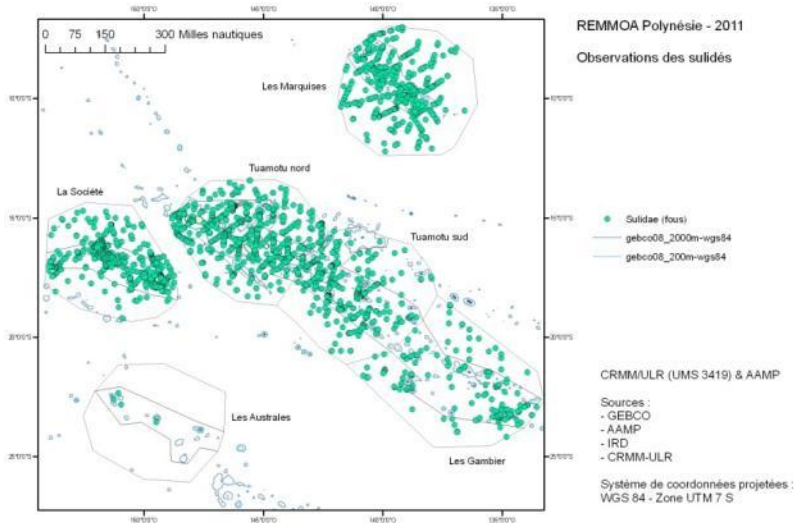 REMMOA Polynésie - 2011
Observations des sulidés
0 75 150 300 Milles nautiques
Les Marquises
Tuamotu nord
La Société
Tuamotu sud
Les Australes
Les Gambier
Sulidae (fous)
gebco08_2000m-wgs84
gebco08_200m-wgs84
CRMM/ULR (UMS 3419) & AAMP
Sources :
- GEBCO
- AAMP
- IRD
- CRMM-ULR
Système de coordonnées projetées :
WGS 84 - Zone UTM 7 S